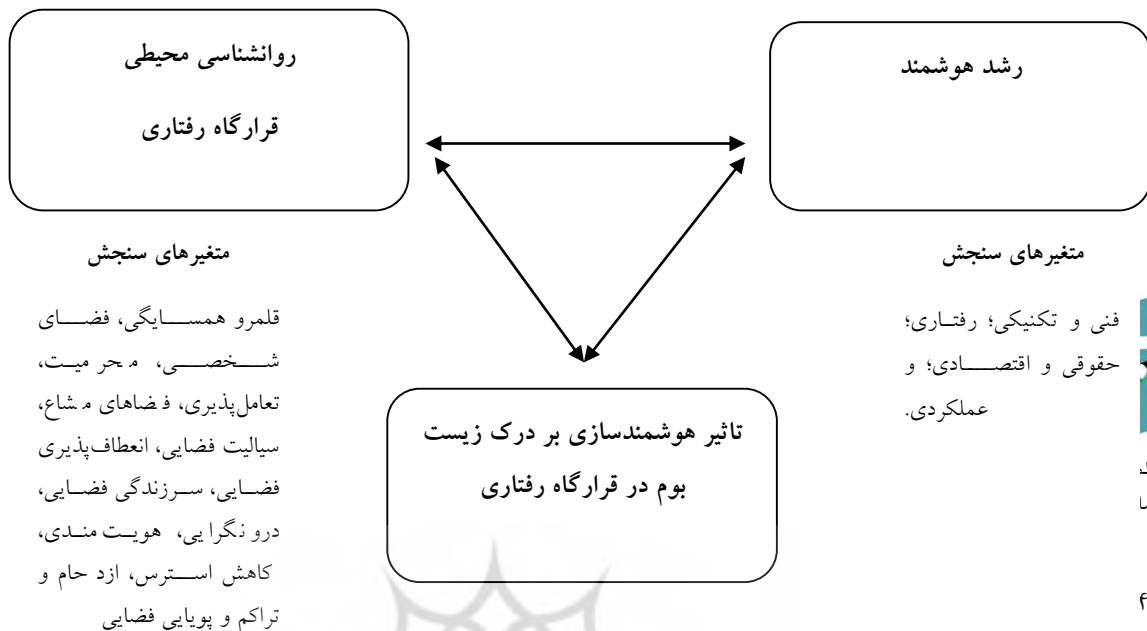 رشد هوشمند
روانشناسی محیطی
قرارگاه رفتاری
متغیرهای سنجش
فنی و تکنیکی؛ رفتاری؛
حقوقی و اقتصادی؛ و
عملکردی.
متغیرهای سنجش
قلمرو همسایگی، فضای
شخصی، محرمیت،
تعامل‌پذیری، فضاهای مشاع،
سیالیت فضایی، انعطاف‌پذیری
فضایی، سرزندگی فضایی،
درونگرایی، هویت مندی،
کاهش استرس، ازدحام و
تراکم و پویایی فضایی
تاثیر هوشمندسازی بر درک زیست
بوم در قرارگاه رفتاری